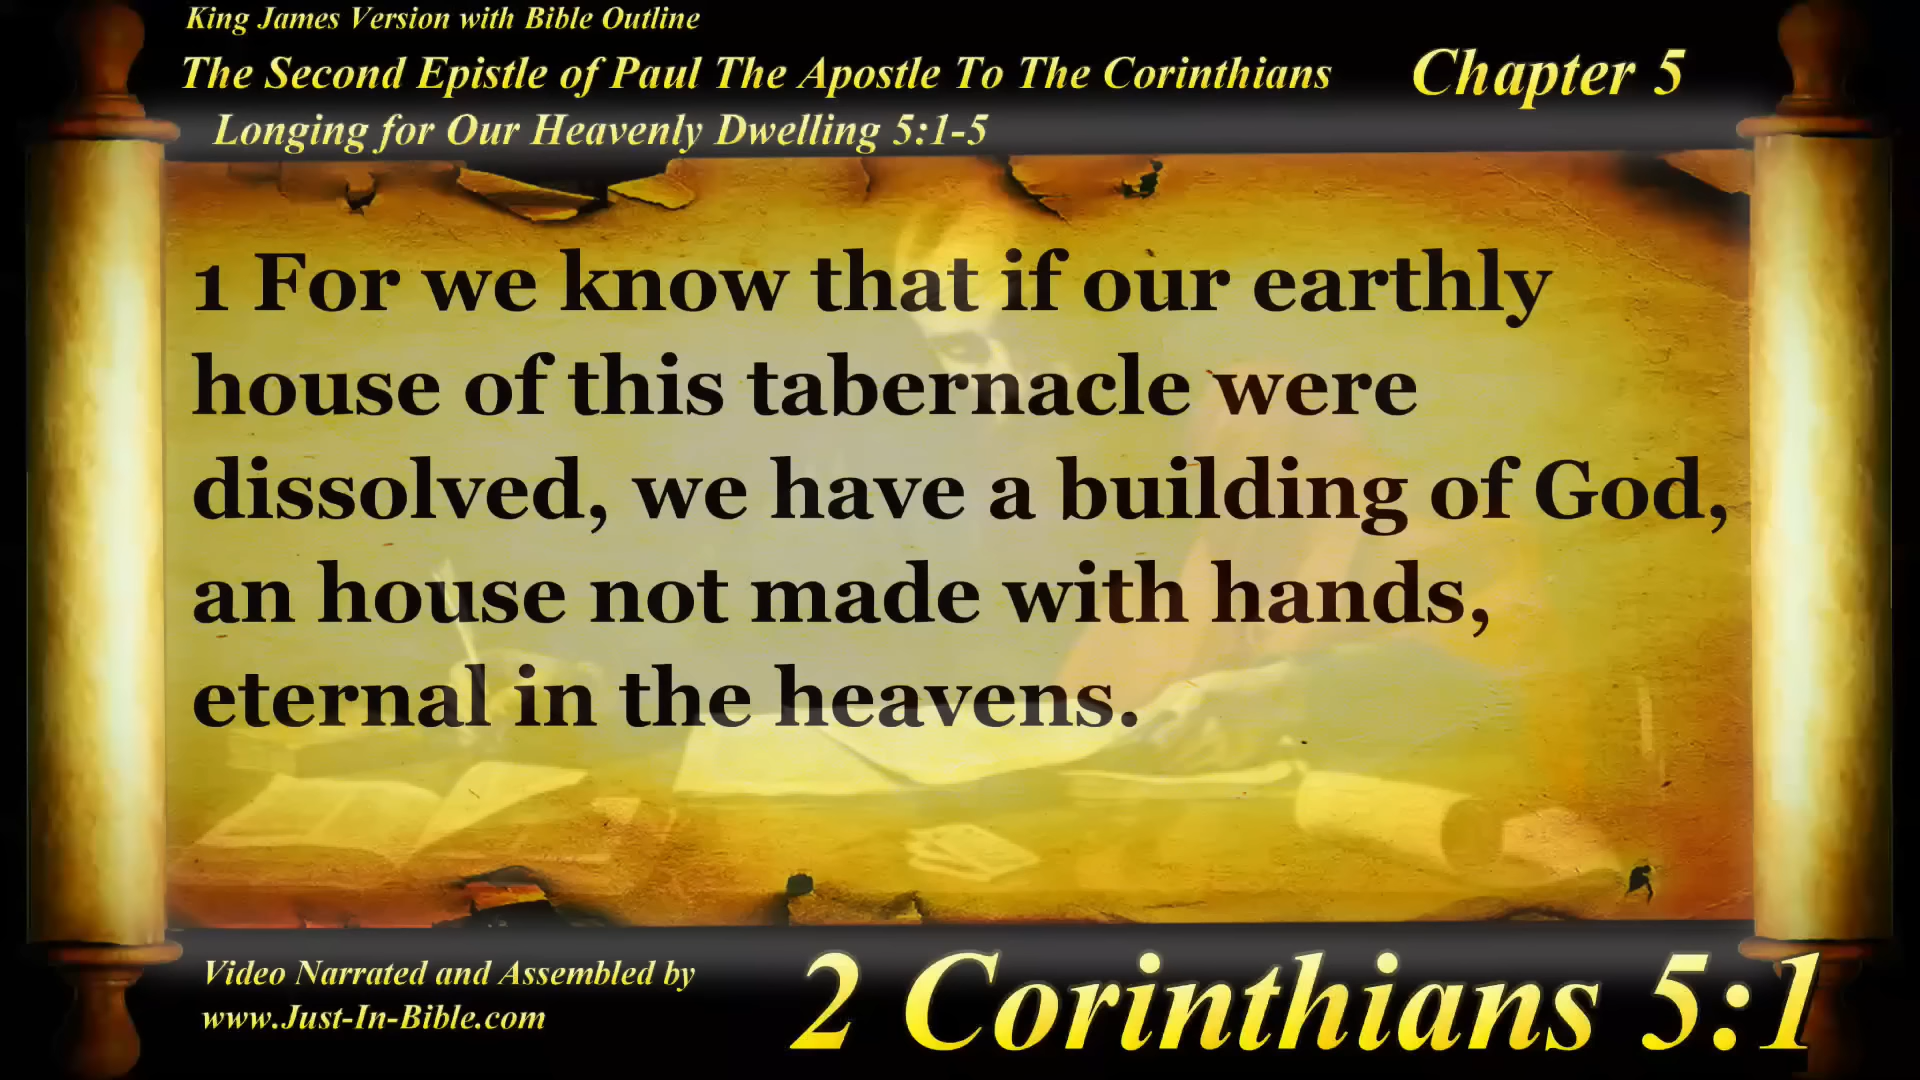 King James Version with Bible Outline
The Second Epistle of Paul The Apostle To The Corinthians
Chapter 5
Longing for Our Heavenly Dwelling 5:1-5
1 For we know that if our earthly
house of this tabernacle were
dissolved, we have a building of God,
an house not made with hands,
eternal in the heavens.
Video Narrated and Assembled by
www.Just-In-Bible.com
2 Corinthians 5:1